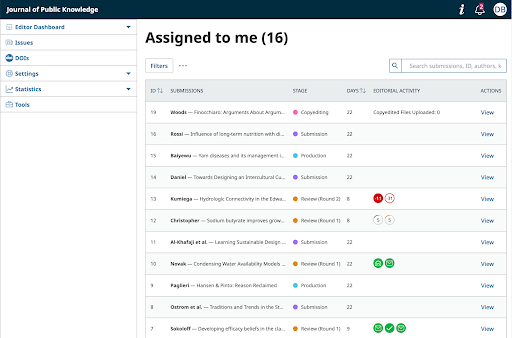 Journal of Public Knowledge
i 2 DB
Editor Dashboard
Issues
DOI DOIs
Settings
Statistics
Tools
Assigned to me (16)
Filters ••• Search submissions, ID, authors, k
ID SUBMISSIONS STAGE DAYS EDITORIAL ACTIVITY ACTIONS
19 Woods — Finocchiaro: Arguments About Argum... Copyediting 22 Copyedited Files Uploaded: 0 View
16 Rossi — Influence of long-term nutrition with di... Submission 22 View
15 Baiyewu — Yam diseases and its management i... Production 22 View
14 Daniel — Towards Designing an Intercultural Cu... Submission 22 View
13 Kumiega — Hydrologic Connectivity in the Edwa... Review (Round 2) 8 View
12 Christopher — Sodium butyrate improves grow... Review (Round 1) 8 5 5 View
11 Al-Khafaji et al. — Learning Sustainable Design ... Submission 22 View
10 Novak — Condensing Water Availability Models ... Review (Round 1) 22 View
9 Paglieri — Hansen & Pinto: Reason Reclaimed Production 22 View
8 Ostrom et al. — Traditions and Trends in the St... Submission 22 View
7 Sokoloff — Developing efficacy beliefs in the cla... Review (Round 1) 9 View